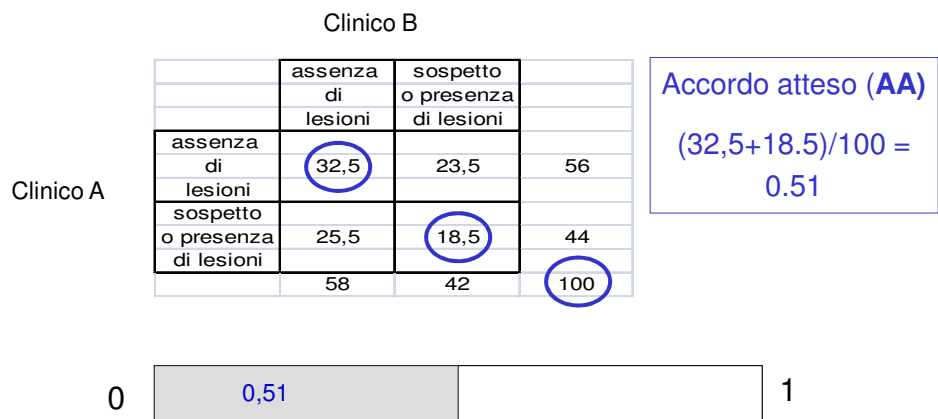 Clinico B
assenza di lesioni
sospetto o presenza di lesioni
Accordo atteso (AA)
(32,5+18.5)/100 =
0.51
Clinico A
assenza di lesioni
32,5
23,5
56
sospetto o presenza di lesioni
25,5
18,5
44
58
42
100
0
0,51
1